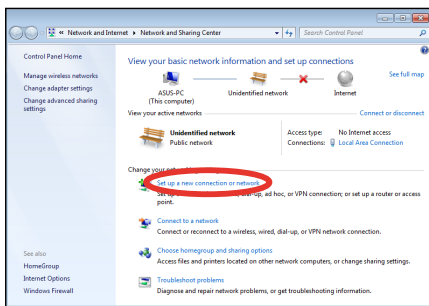 « Network and Internet ▸ Network and Sharing Center
Search Control Panel
Control Panel Home
Manage wireless networks
Change adapter settings
Change advanced sharing
settings
See also
HomeGroup
Internet Options
Windows Firewall
View your basic network information and set up connections
See full map
ASUS-PC
(This computer)
Unidentified network
Internet
View your active networks
Connect or disconnect
Unidentified network
Public network
Access type: No Internet access
Connections: Local Area Connection
Change your
Set up a new connection or network
Set up a dial-up, ad hoc, or VPN connection; or set up a router or access
point.
Connect to a network
Connect or reconnect to a wireless, wired, dial-up, or VPN network connection.
Choose homegroup and sharing options
Access files and printers located on other network computers, or change sharing settings.
Troubleshoot problems
Diagnose and repair network problems, or get troubleshooting information.